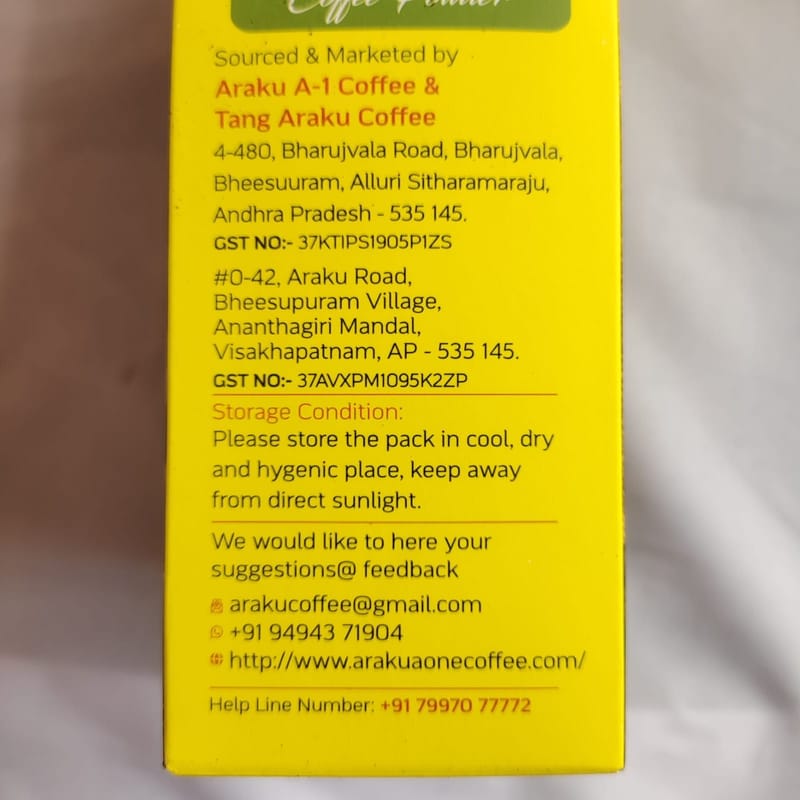 Coffee Powder
Sourced & Marketed by
Araku A-1 Coffee &
Tang Araku Coffee
4-480, Bharujvala Road, Bharujvala,
Bheesuuram, Alluri Sitharamaraju,
Andhra Pradesh - 535 145.
GST NO:- 37KTIPS1905P1ZS
#0-42, Araku Road,
Bheesupuram Village,
Ananthagiri Mandal,
Visakhapatnam, AP - 535 145.
GST NO:- 37AVXPM1095K2ZP
Storage Condition:
Please store the pack in cool, dry
and hygenic place, keep away
from direct sunlight.
We would like to here your
suggestions@ feedback
arakucoffee@gmail.com
+91 94943 71904
http://www.arakuaonecoffee.com/
Help Line Number: +91 79970 77772